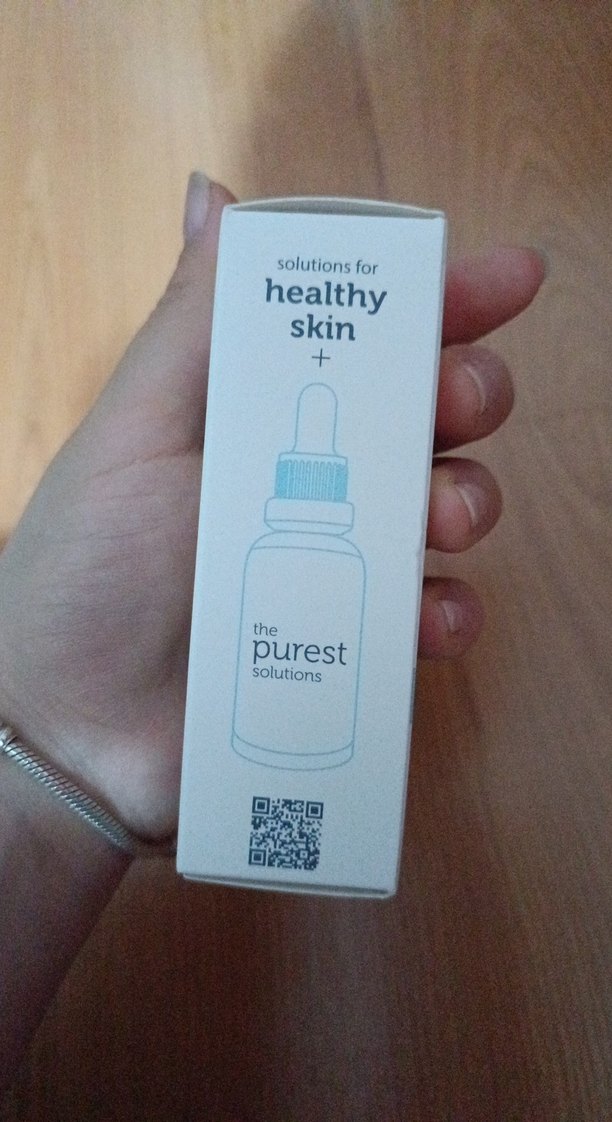 solutions for
healthy
skin
+
the
purest
solutions